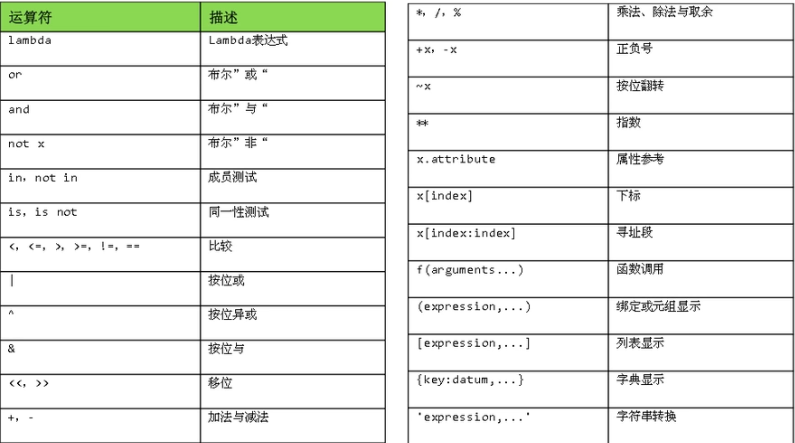 运算符 描述
lambda Lambda表达式
or 布尔”或“
and 布尔”与“
not x 布尔”非“
in，not in 成员测试
is，is not 同一性测试
<，<=，>，>=，!=，== 比较
| 按位或
^ 按位异或
& 按位与
<<，>> 移位
+，- 加法与减法
*，/，% 乘法、除法与取余
+x，-x 正负号
~x 按位翻转
** 指数
x.attribute 属性参考
x[index] 下标
x[index:index] 寻址段
f(arguments...) 函数调用
(expression,...) 绑定或元组显示
[expression,...] 列表显示
{key:datum,...} 字典显示
'expression,...' 字符串转换